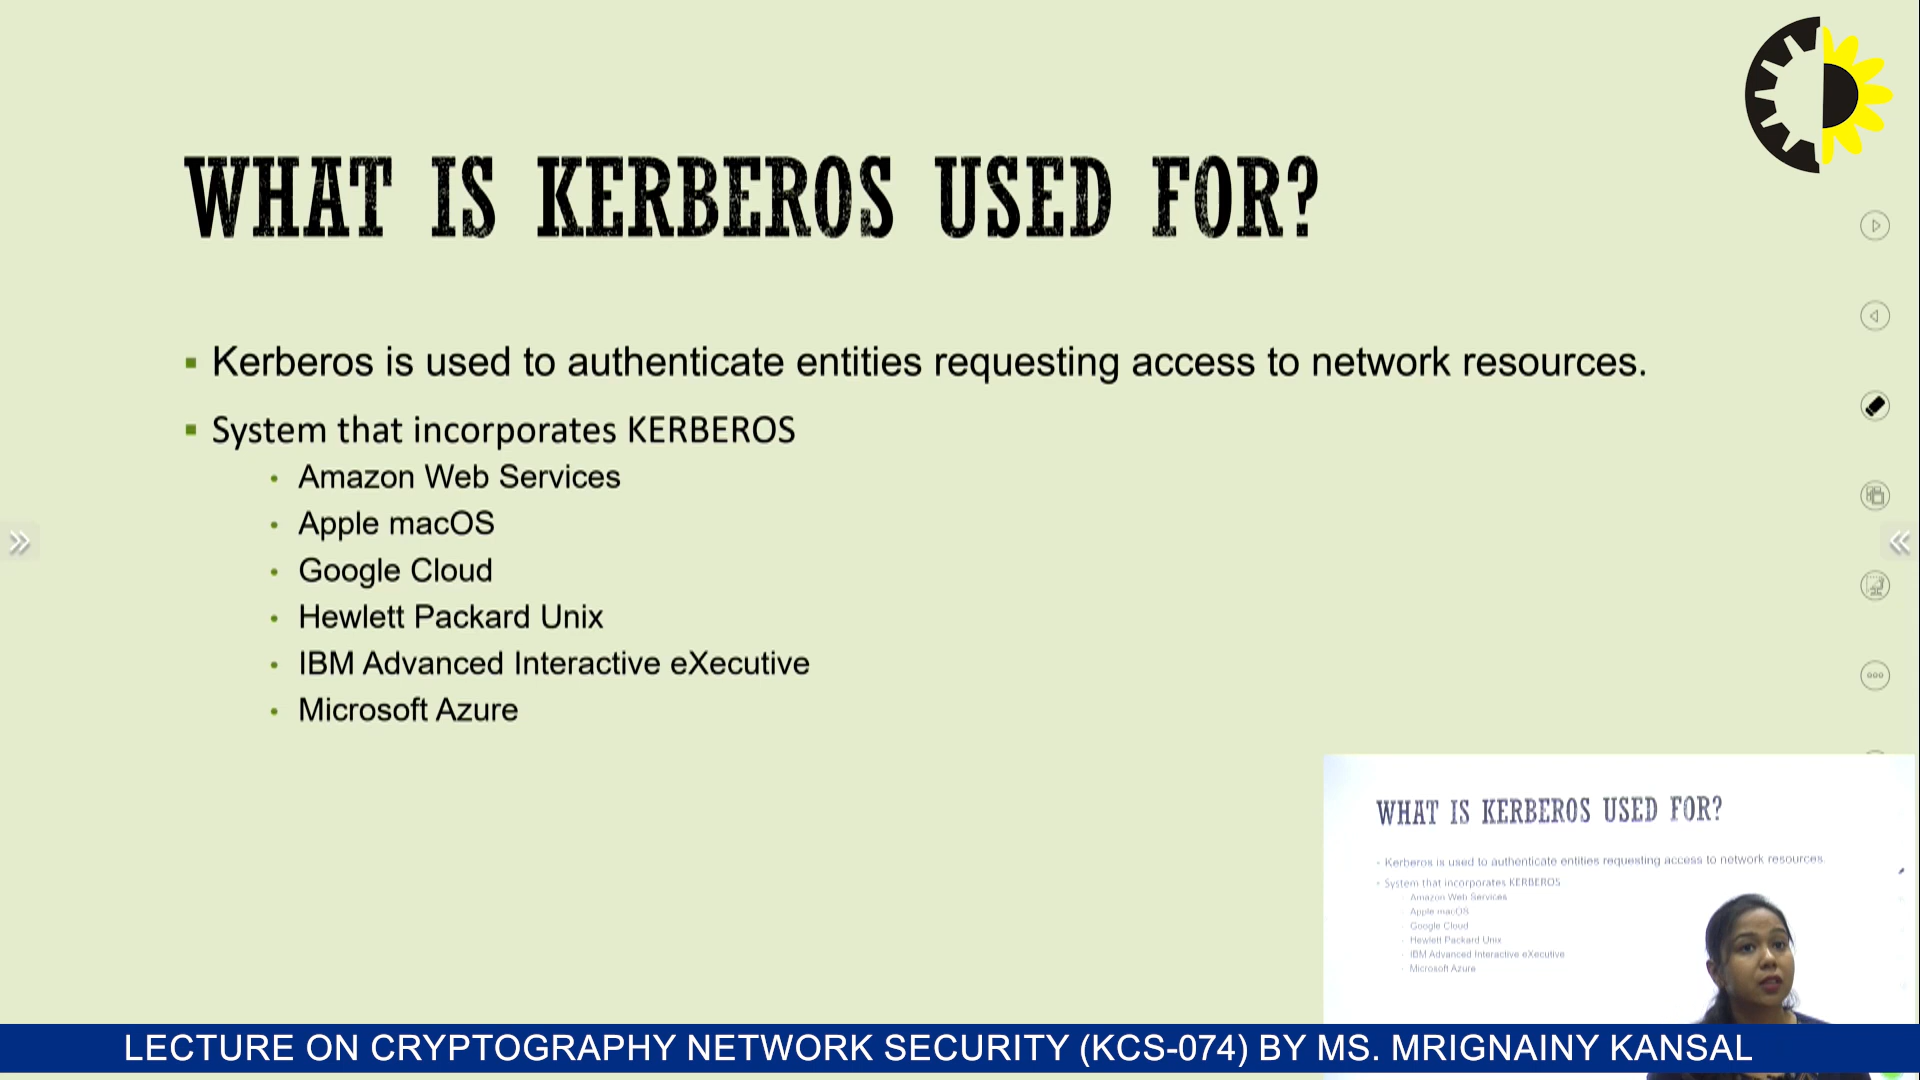 WHAT IS KERBEROS USED FOR?
Kerberos is used to authenticate entities requesting access to network resources.
System that incorporates KERBEROS
Amazon Web Services
Apple macOS
Google Cloud
Hewlett Packard Unix
IBM Advanced Interactive eXecutive
Microsoft Azure
WHAT IS KERBEROS USED FOR?
Kerberos is used to authenticate entities requesting access to network resources.
System that incorporates KERBEROS
Amazon Web Services
Apple macOS
Google Cloud
Hewlett Packard Unix
IBM Advanced Interactive eXecutive
Microsoft Azure
LECTURE ON CRYPTOGRAPHY NETWORK SECURITY (KCS-074) BY MS. MRIGNAINY KANSAL